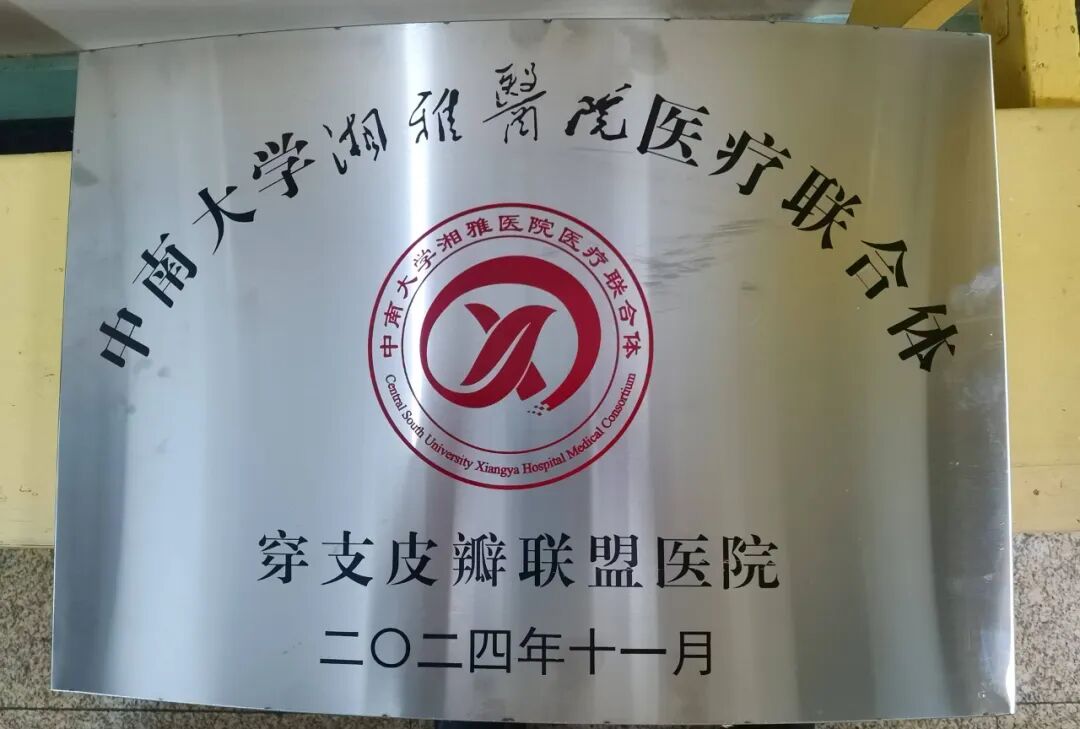 中南大学湘雅醫院医疗联合体
中南大学湘雅医院医疗联合体
Central South University Xiangya Hospital Medical Consortium
穿支皮瓣联盟医院
二〇二四年十一月